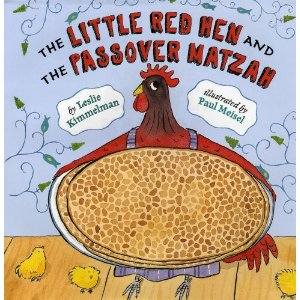 THE LITTLE RED HEN AND
THE PASSOVER MATZAH
by Leslie
Kimmelman
illustrated by
Paul Meisel